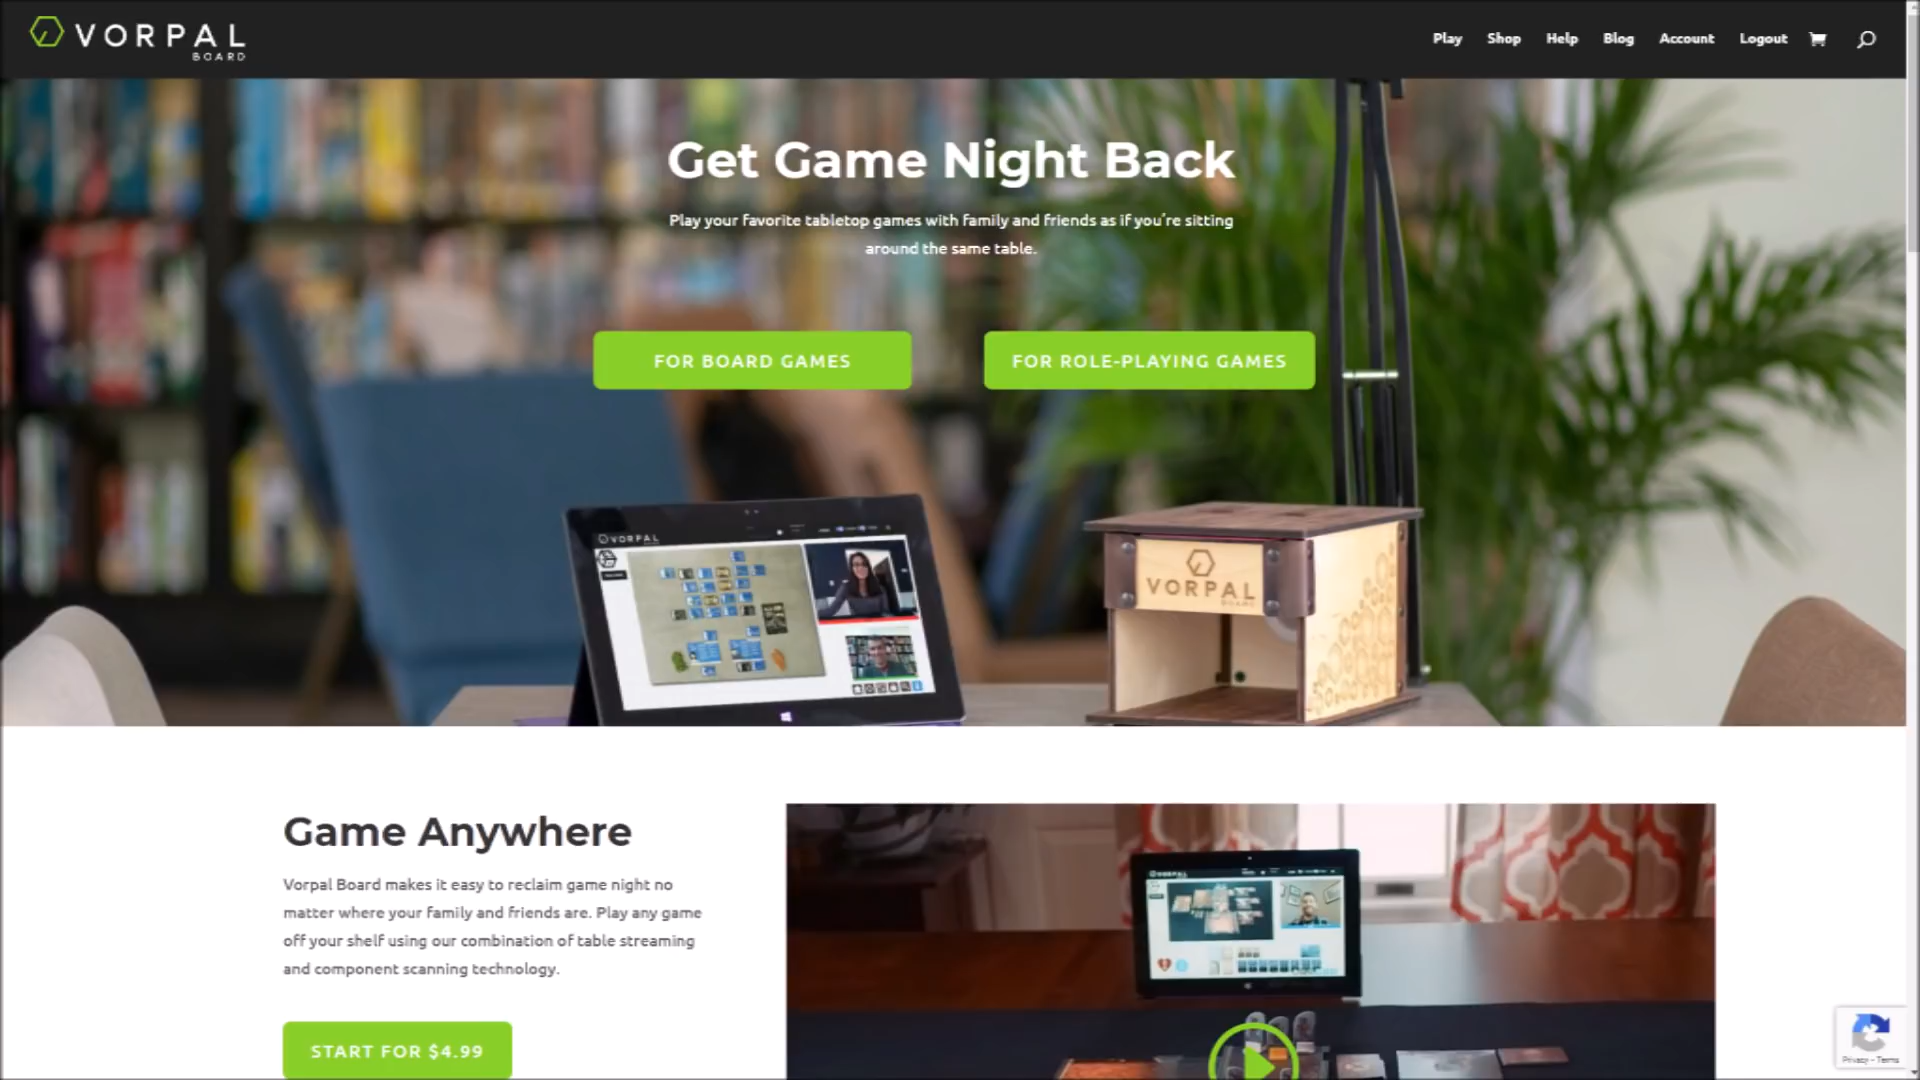 VORPAL
BOARD
Play Shop Help Blog Account Logout
Get Game Night Back
Play your favorite tabletop games with family and friends as if you're sitting
around the same table.
FOR BOARD GAMES
FOR ROLE-PLAYING GAMES
VORPAL
VORPAL
BOARD
Game Anywhere
Vorpal Board makes it easy to reclaim game night no
matter where your family and friends are. Play any game
off your shelf using our combination of table streaming
and component scanning technology.
START FOR $4.99
VORPAL
Privacy - Terms